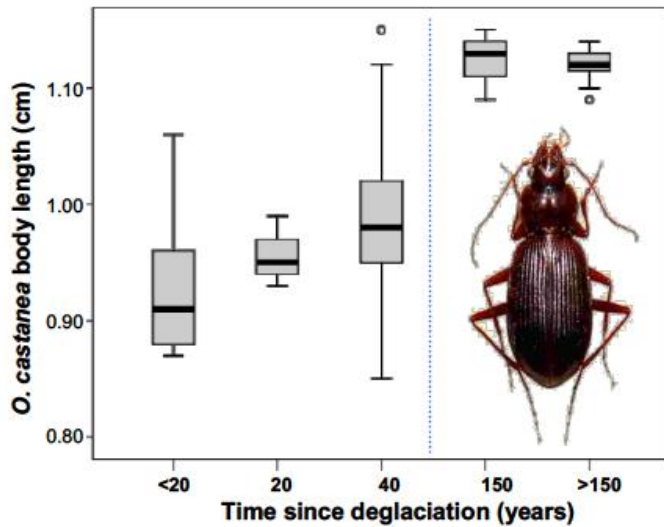 O. castanea body length (cm)
1.10
1.00
0.90
0.80
<20 20 40 150 >150
Time since deglaciation (years)